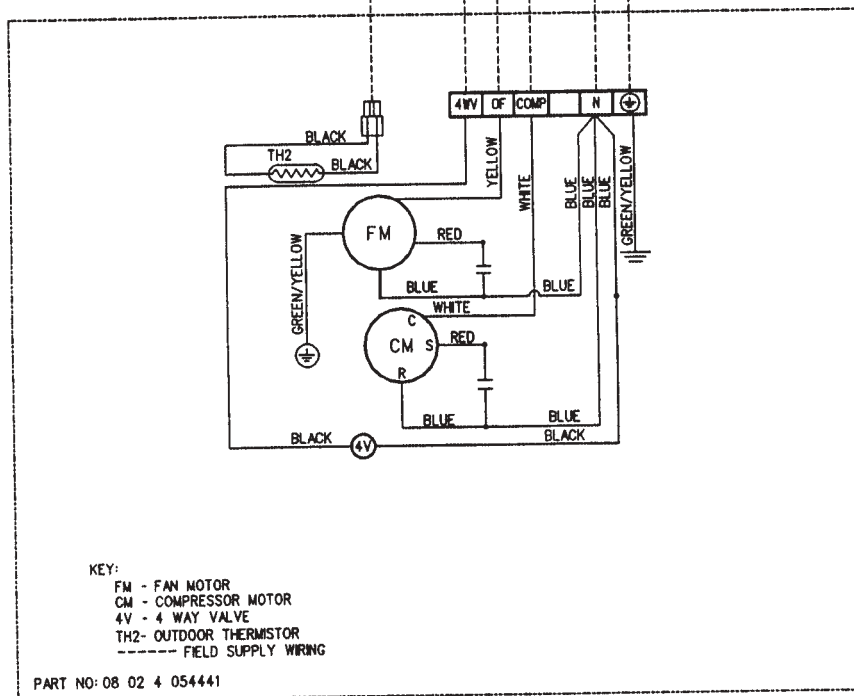 4WV OF COMP N
BLACK
TH2
BLACK
YELLOW
WHITE
BLUE
BLUE
BLUE
GREEN/YELLOW
FM
RED
GREEN/YELLOW
BLUE
BLUE
WHITE
C
CM S
RED
R
BLUE
BLUE
BLACK
4V
BLACK
KEY:
FM - FAN MOTOR
CM - COMPRESSOR MOTOR
4V - 4 WAY VALVE
TH2- OUTDOOR THERMISTOR
------ FIELD SUPPLY WIRING
PART NO: 08 02 4 054441